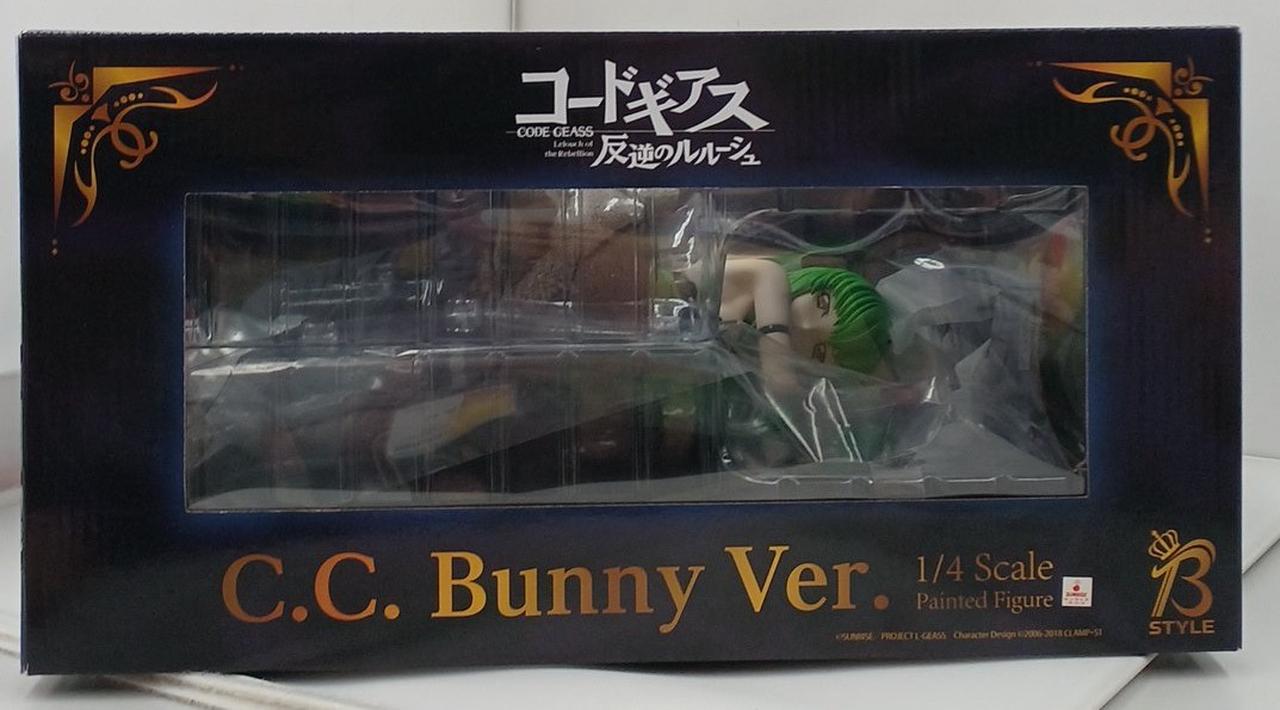 コードギアス
CODE GEASS
Lelouch of
the Rebellion
反逆のルルーシュ
C.C. Bunny Ver.
1/4 Scale
Painted Figure
SUNRISE
B
STYLE
©SUNRISE PROJECT L-GEASS Character Design ©2006-2018 CLAMP・ST